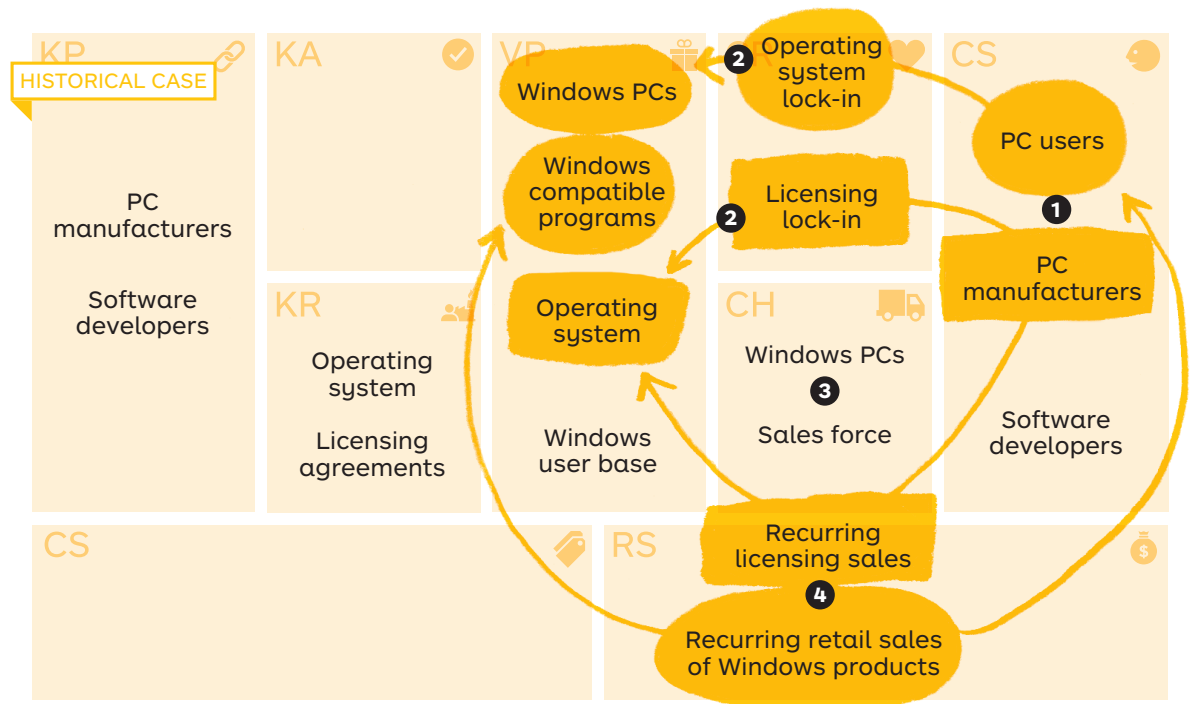 KP
HISTORICAL CASE
PC
manufacturers
Software
developers
KA
KR
Operating
system
Licensing
agreements
VP
Windows PCs
Windows
compatible
programs
Operating
system
Windows
user base
2
Operating
system
lock-in
2
Licensing
lock-in
CH
Windows PCs
3
Sales force
CS
PC users
1
PC
manufacturers
Software
developers
CS
RS
Recurring
licensing sales
4
Recurring retail sales
of Windows products
$